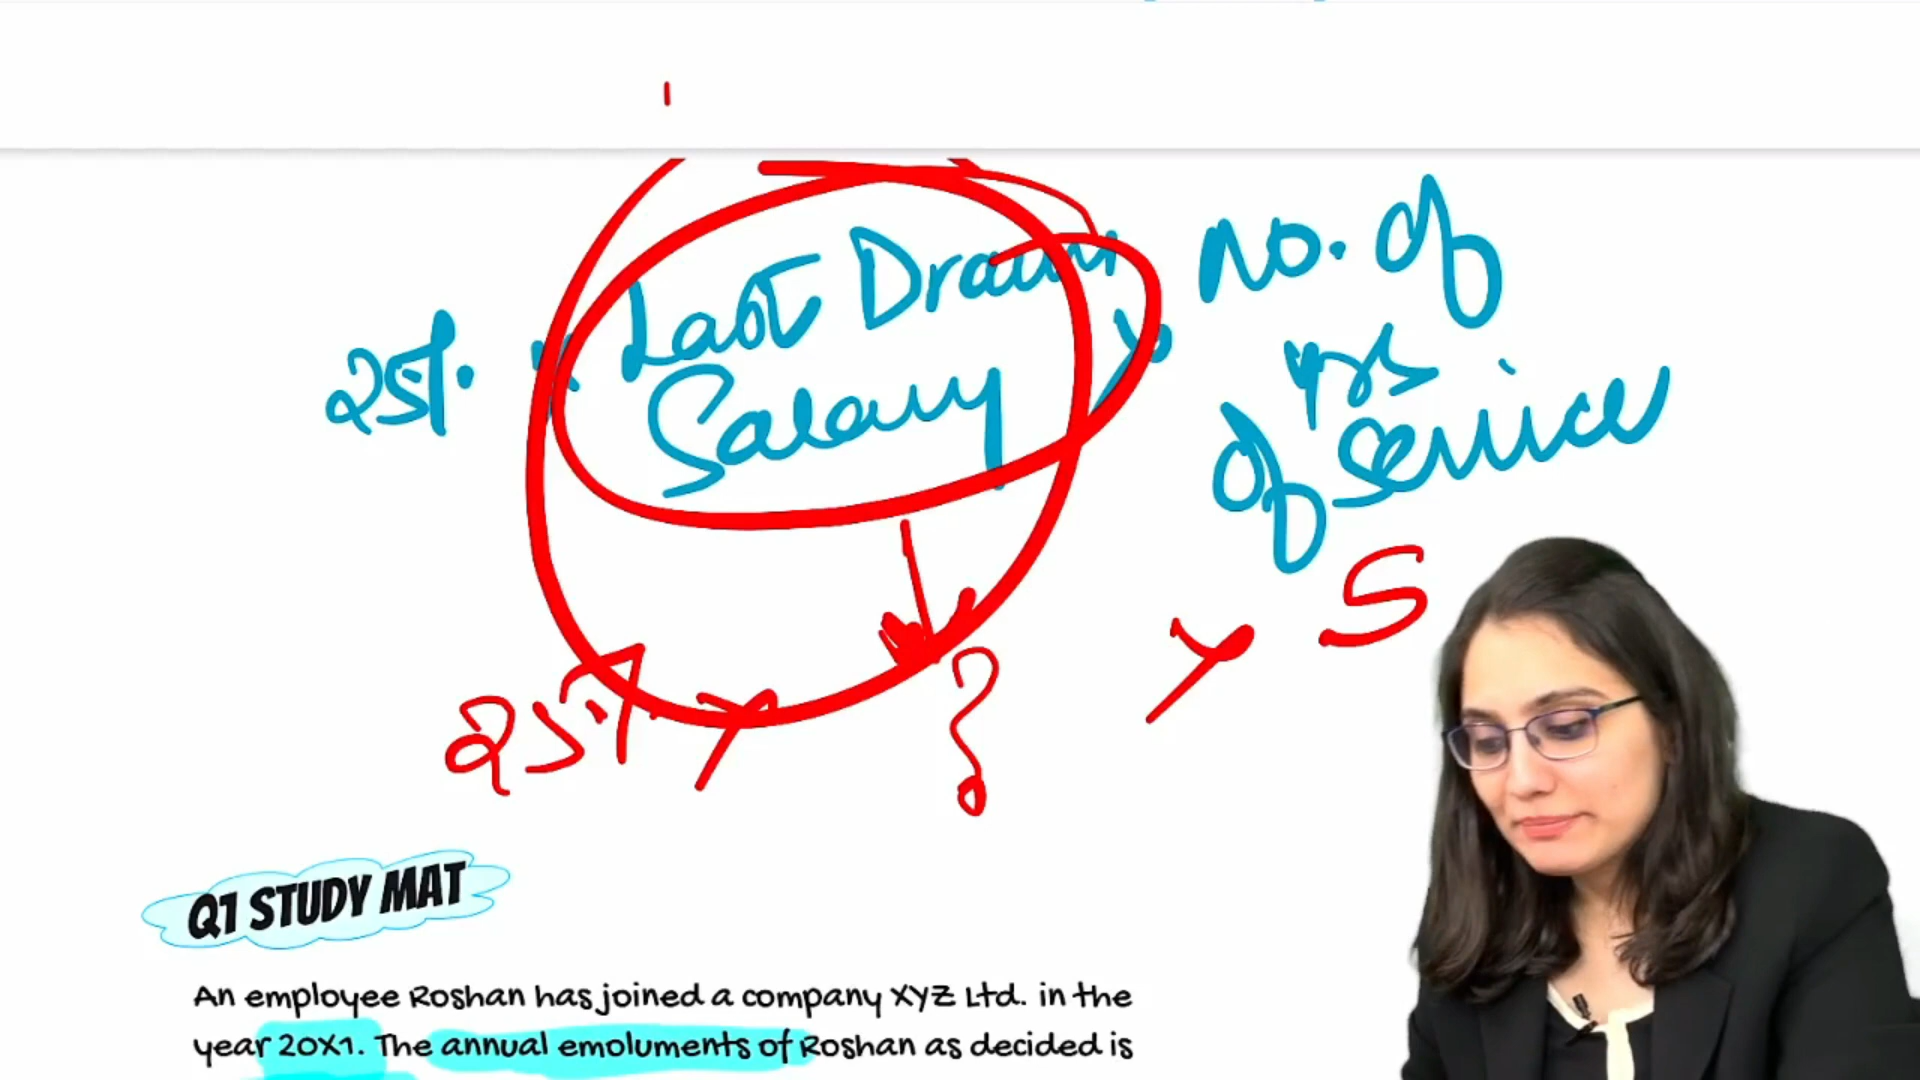 25% x Last Drawn x no. of
Salary yrs
of service
25% x ? x 5
Q1 STUDY MAT
An employee Roshan has joined a company XYZ Ltd. in the
year 20X1. The annual emoluments of Roshan as decided is